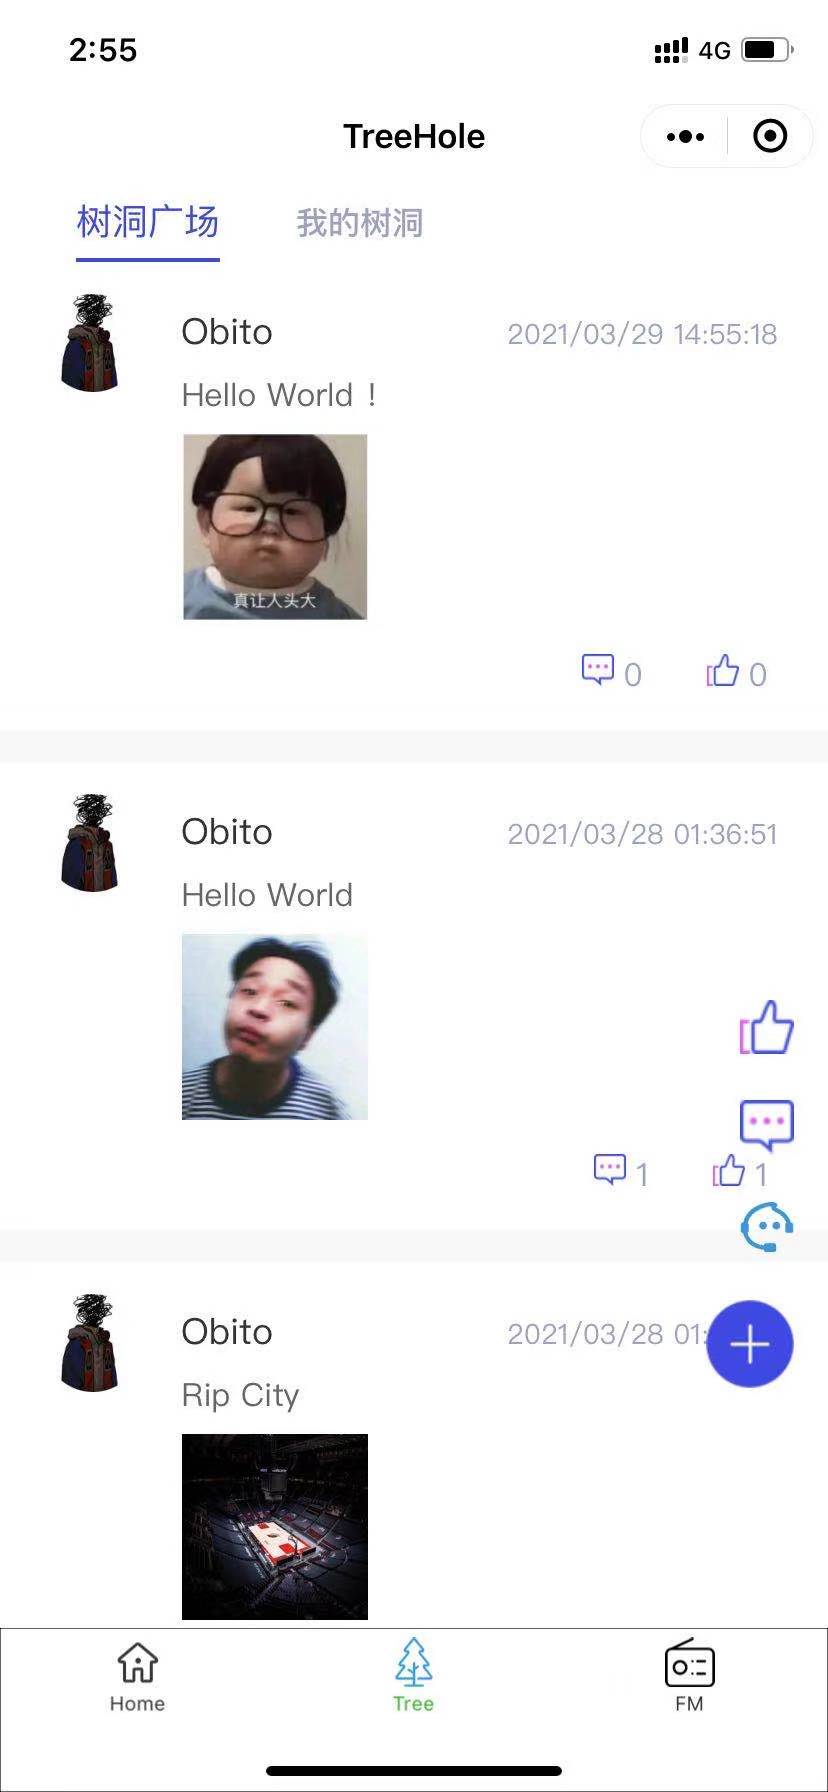 2:55 4G
TreeHole
树洞广场 我的树洞
Obito 2021/03/29 14:55:18
Hello World！
真让人头大
0 0
Obito 2021/03/28 01:36:51
Hello World
1 1
Obito 2021/03/28 01:
Rip City
Home Tree FM